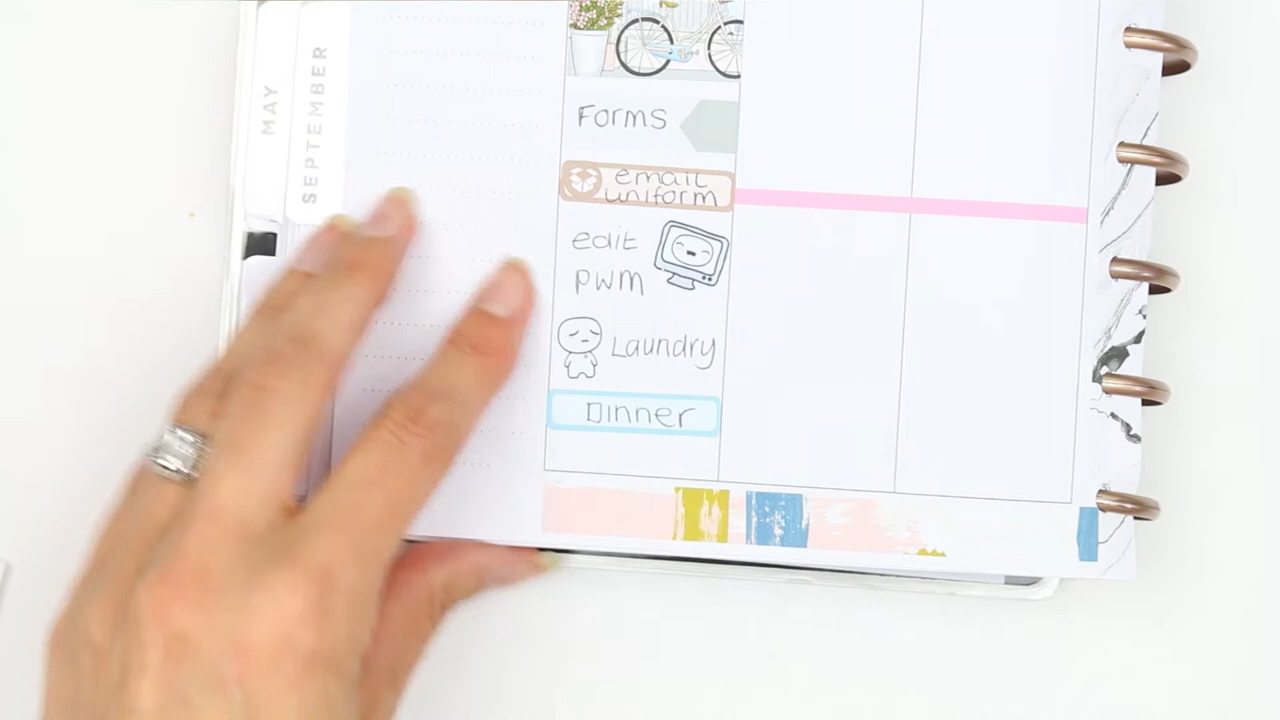 MAY
SEPTEMBER
Forms
email
uniform
edit
pwm
Laundry
Dinner